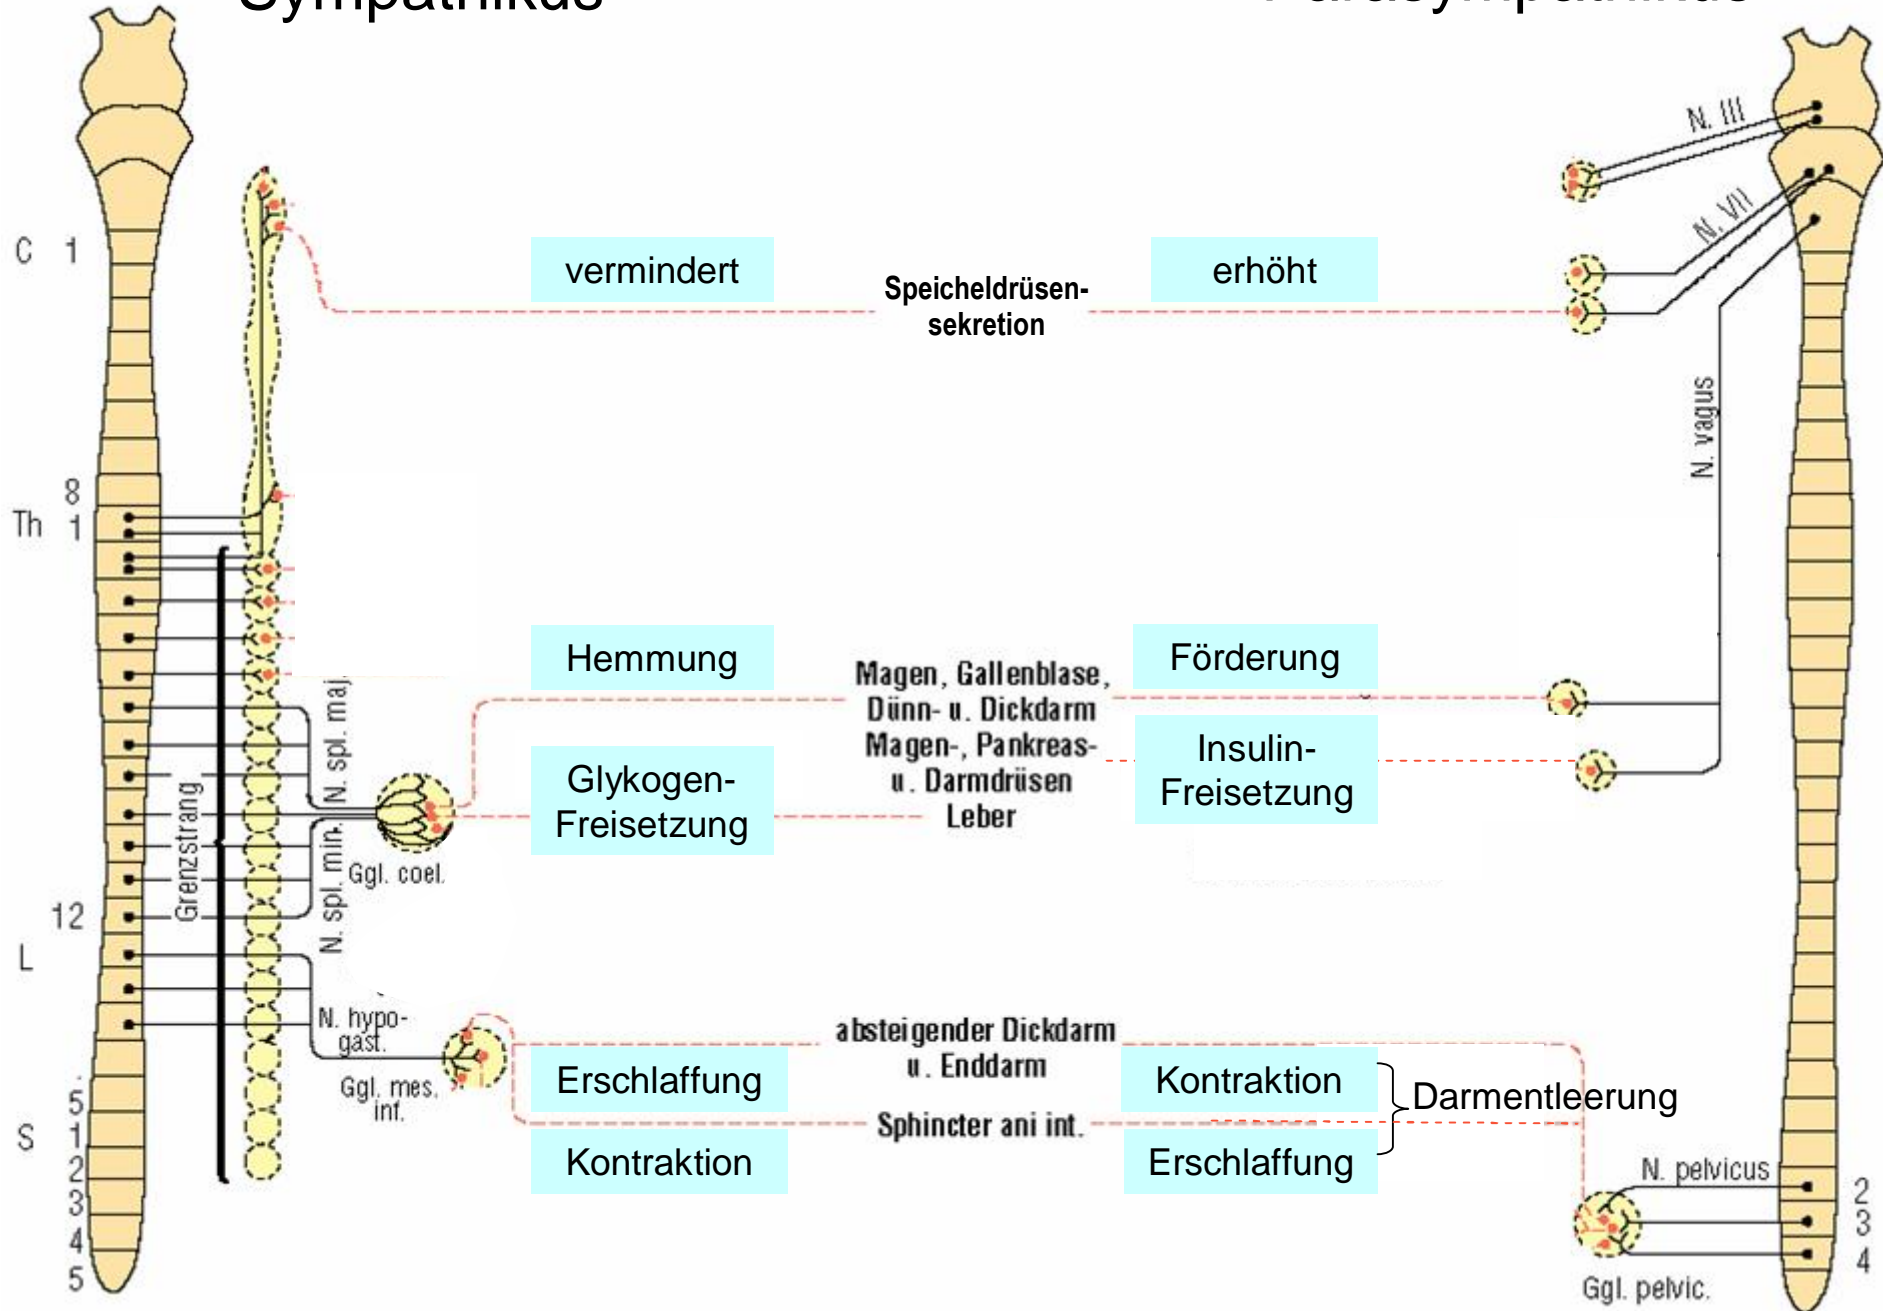 Sympathikus
Parasympathikus
N. III
N. VII
C 1
vermindert
erhöht
Speicheldrüsen-
sekretion
N. vagus
8
Th 1
Hemmung
Förderung
Magen, Gallenblase,
Dünn- u. Dickdarm
Magen-, Pankreas-
u. Darmdrüsen
Leber
Glykogen-
Freisetzung
Insulin-
Freisetzung
N. spl. maj.
Grenzstrang
N. spl. min.
Ggl. coel.
12
L
N. hypo-
gast.
absteigender Dickdarm
u. Enddarm
Erschlaffung
Kontraktion
Darmentleerung
Ggl. mes.
inf.
5
S 1
Sphincter ani int.
Kontraktion
Erschlaffung
2
3
4
5
N. pelvicus
2
3
4
Ggl. pelvic.